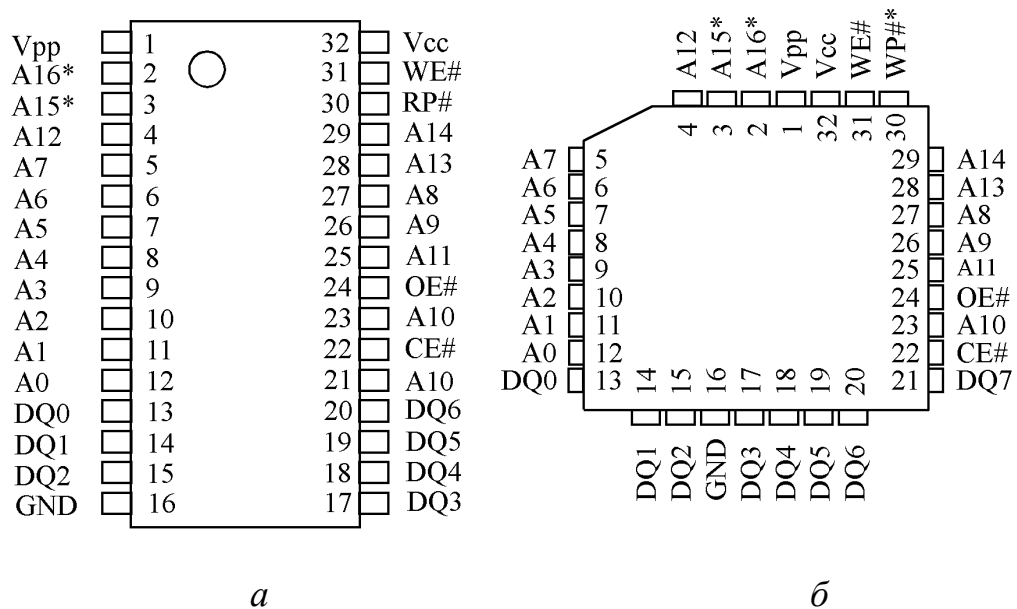 Vpp 1 32 Vcc
A16* 2 31 WE#
A15* 3 30 RP#
A12 4 29 A14
A7 5 28 A13
A6 6 27 A8
A5 7 26 A9
A4 8 25 A11
A3 9 24 OE#
A2 10 23 A10
A1 11 22 CE#
A0 12 21 A10
DQ0 13 20 DQ6
DQ1 14 19 DQ5
DQ2 15 18 DQ4
GND 16 17 DQ3
а
A12 A15* A16* Vpp Vcc WE# WP#*
4 3 2 1 32 31 30
A7 5 29 A14
A6 6 28 A13
A5 7 27 A8
A4 8 26 A9
A3 9 25 A11
A2 10 24 OE#
A1 11 23 A10
A0 12 22 CE#
DQ0 13 21 DQ7
14 15 16 17 18 19 20
DQ1 DQ2 GND DQ3 DQ4 DQ5 DQ6
б